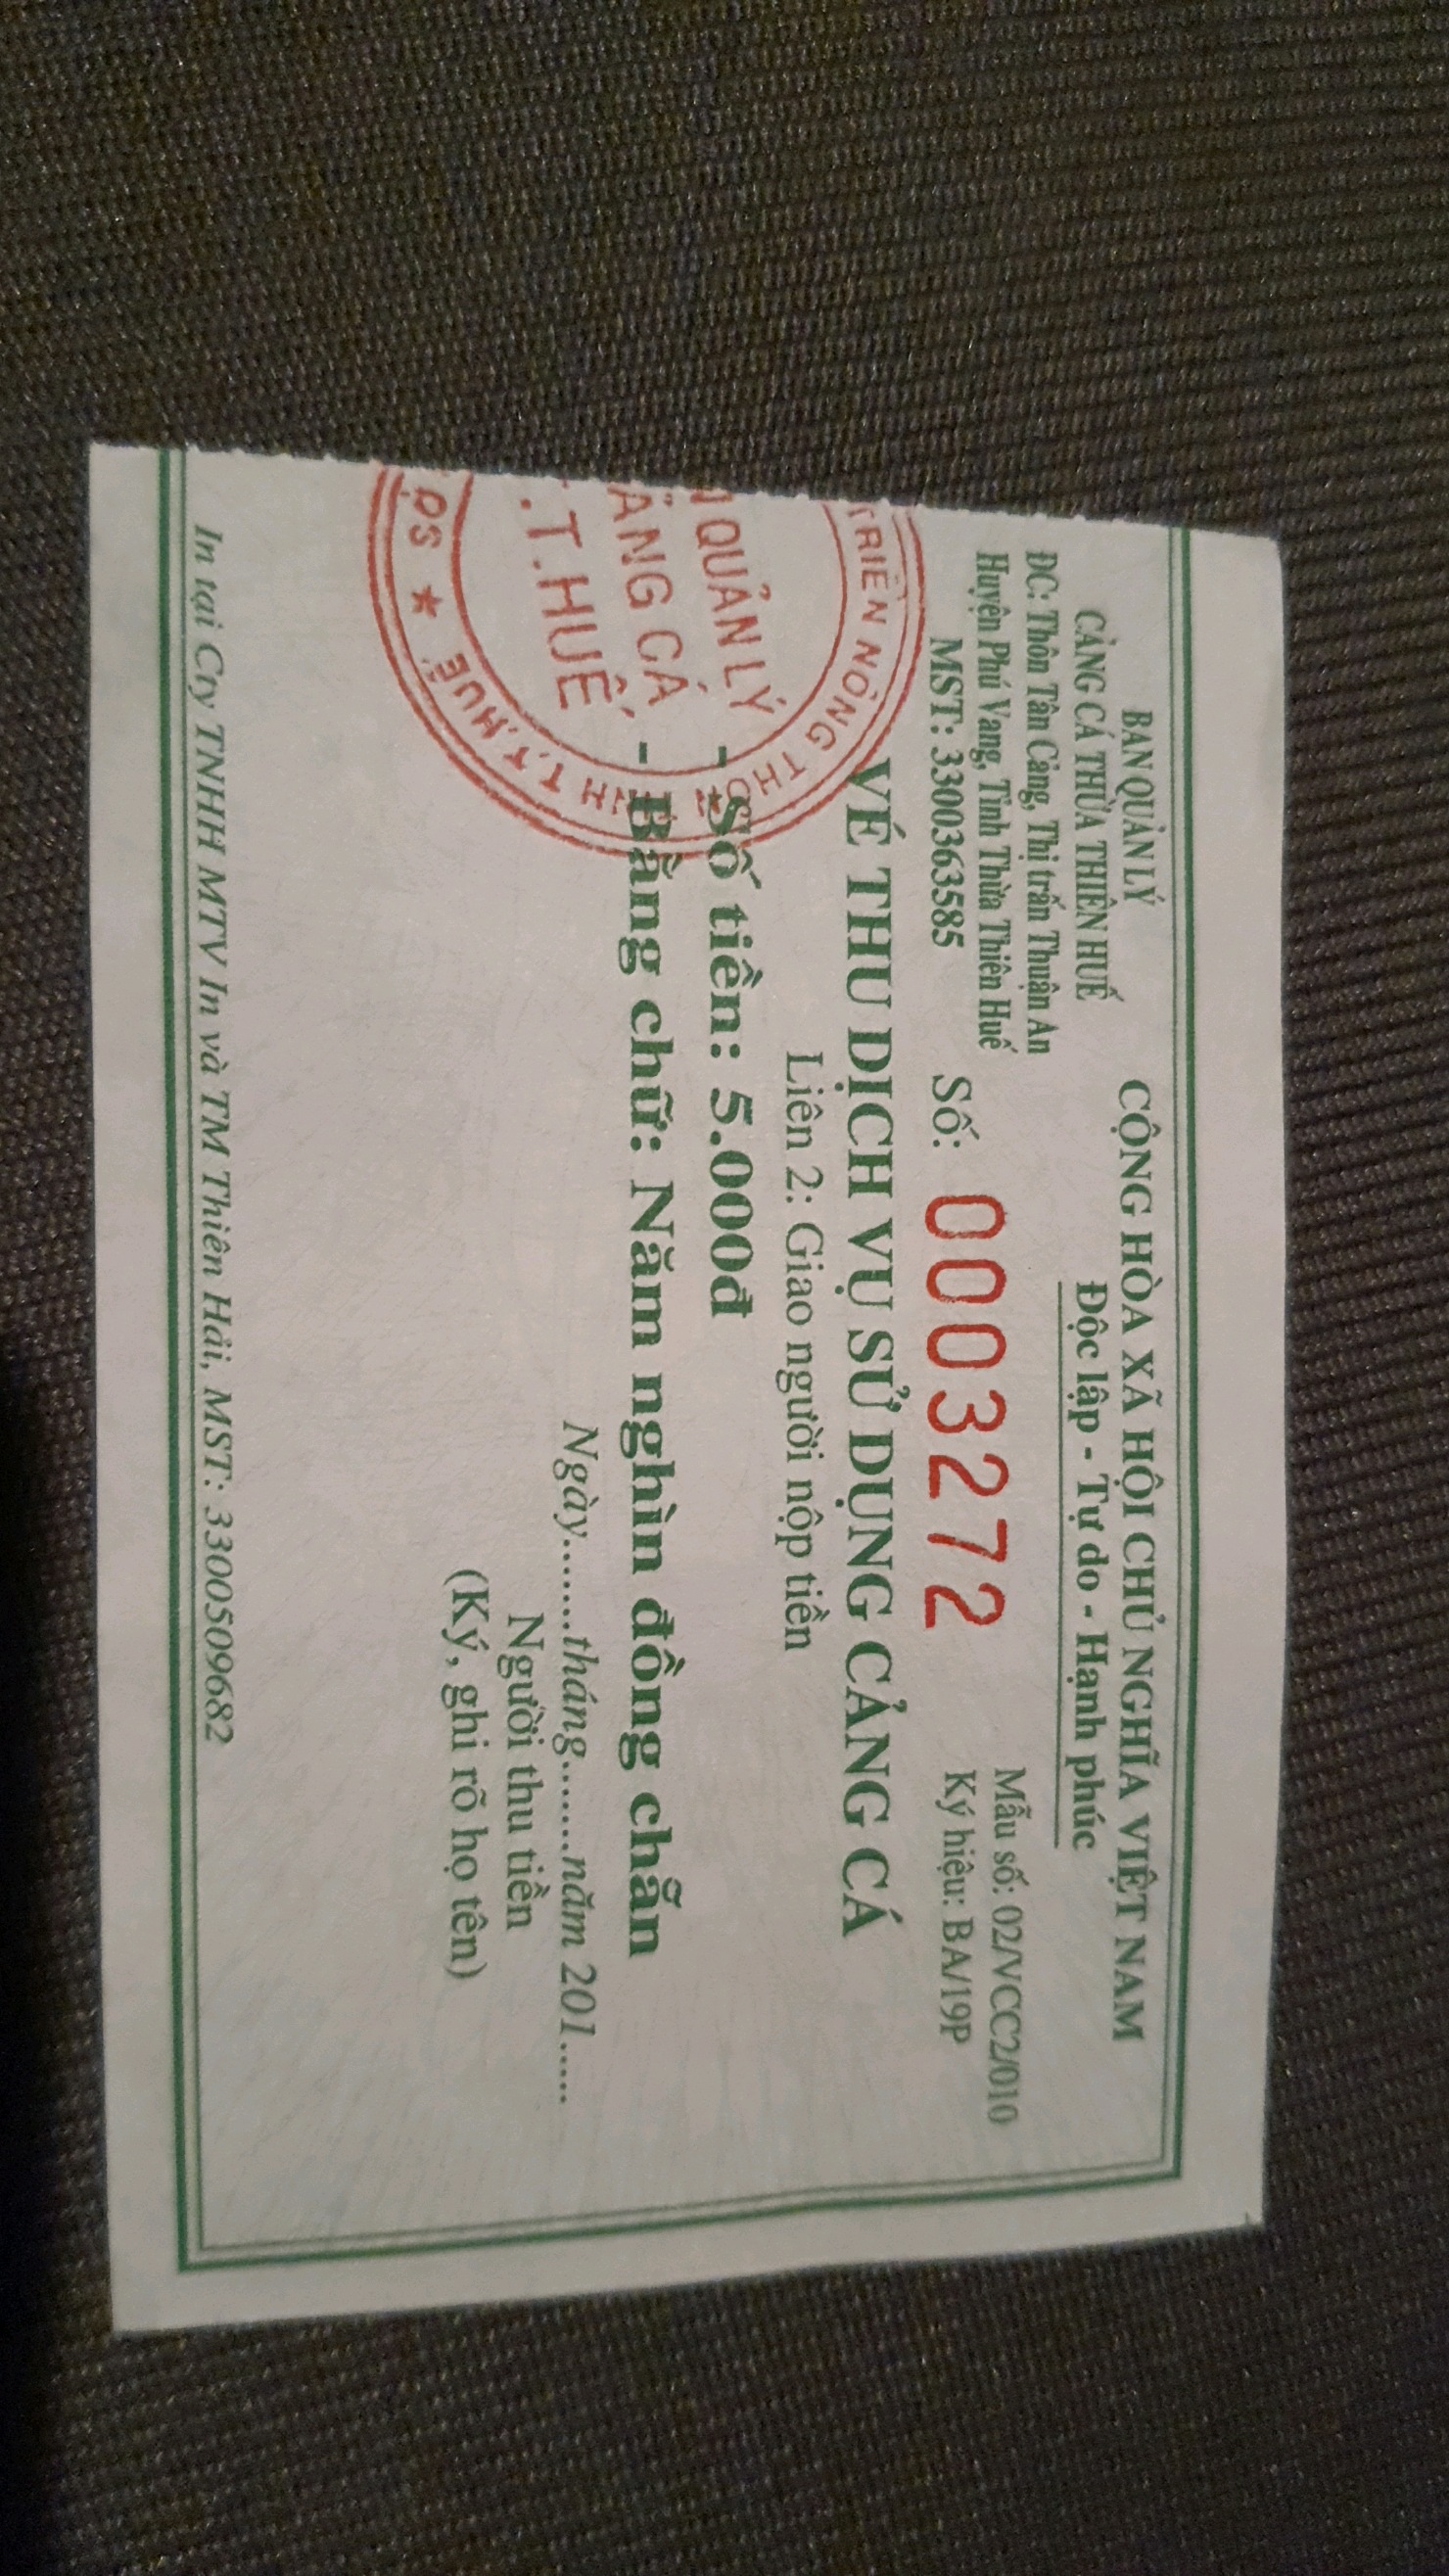 BAN QUẢN LÝ
CẢNG CÁ THỪA THIÊN HUẾ
ĐC: Thôn Tân Cảng, Thị trấn Thuận An
Huyện Phú Vang, Tỉnh Thừa Thiên Huế
MST: 3300363585
CỘNG HÒA XÃ HỘI CHỦ NGHĨA VIỆT NAM
Độc lập - Tự do - Hạnh phúc
Mẫu số: 02/VCC2/010
Ký hiệu: BA/19P
Số: 0003272
VÉ THU DỊCH VỤ SỬ DỤNG CẢNG CÁ
Liên 2: Giao người nộp tiền
- Số tiền: 5.000đ
- Bằng chữ: Năm nghìn đồng chẵn
Ngày.......tháng.......năm 201.....
Người thu tiền
(Ký, ghi rõ họ tên)
QUẢN LÝ
CÁ
T.HUẾ
NÔNG THÔN
T.T.HUẾ
In tại Cty TNHH MTV In và TM Thiên Hải, MST: 3300509682